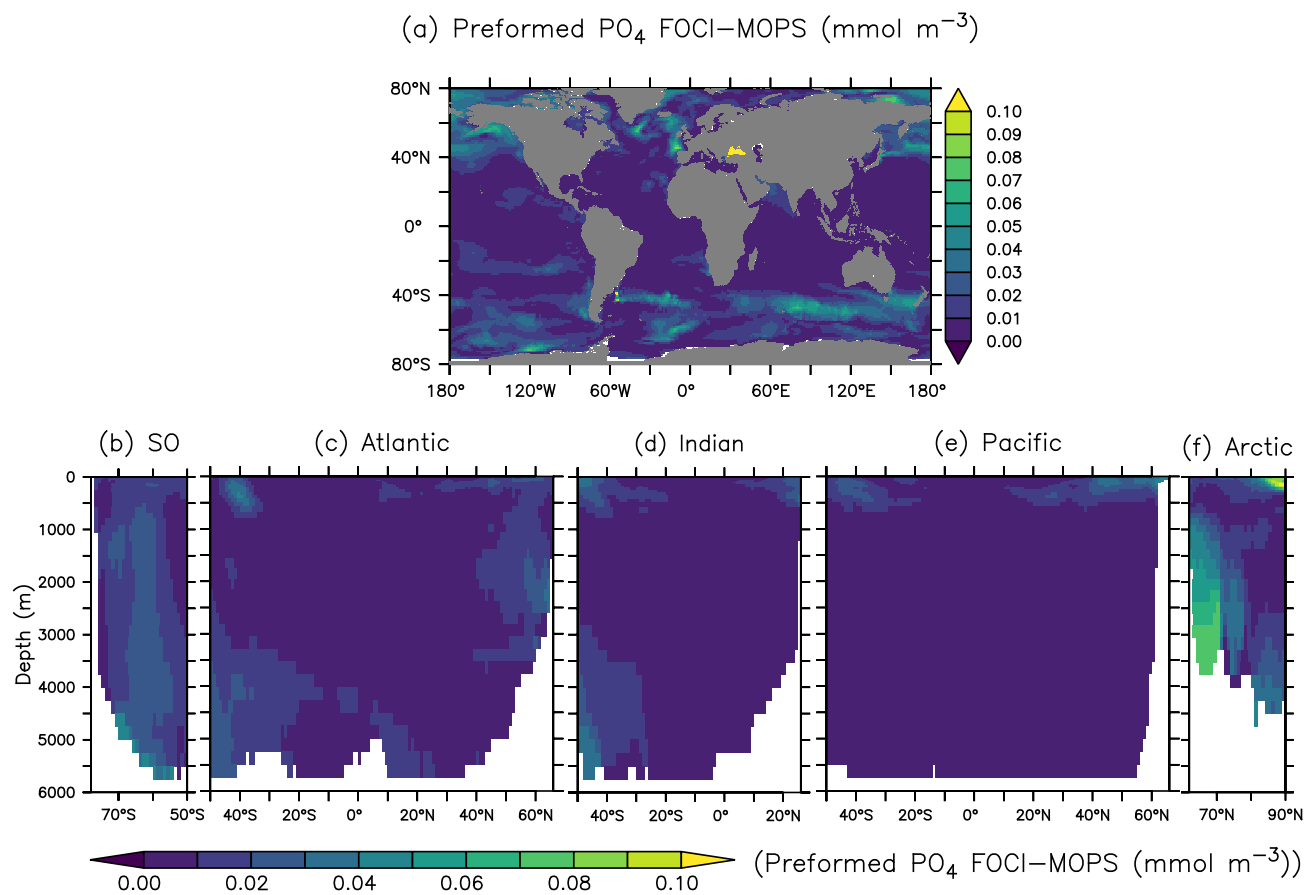 (a) Preformed PO4 FOCI−MOPS (mmol m−3)
80°N
40°N
0°
40°S
80°S
180° 120°W 60°W 0° 60°E 120°E 180°
0.10
0.09
0.08
0.07
0.06
0.05
0.04
0.03
0.02
0.01
0.00
(b) SO (c) Atlantic (d) Indian (e) Pacific (f) Arctic
Depth (m)
0
1000
2000
3000
4000
5000
6000
70°S 50°S 40°S 20°S 0° 20°N 40°N 60°N 40°S 20°S 0° 20°N 40°S 20°S 0° 20°N 40°N 60°N 70°N 90°N
0.00 0.02 0.04 0.06 0.08 0.10
(Preformed PO4 FOCI−MOPS (mmol m−3))